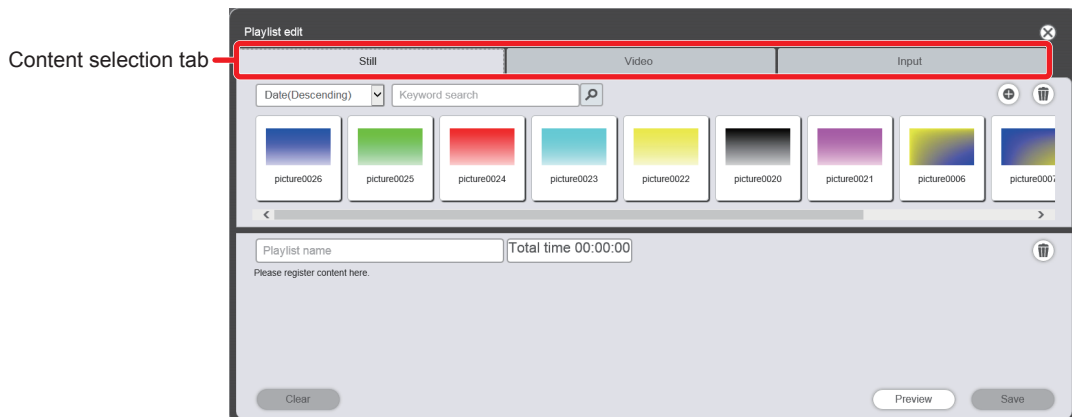 Playlist edit
Content selection tab
Still Video Input
Date(Descending) Keyword search
picture0026 picture0025 picture0024 picture0023 picture0022 picture0020 picture0021 picture0006 picture0007
Playlist name Total time 00:00:00
Please register content here.
Clear Preview Save